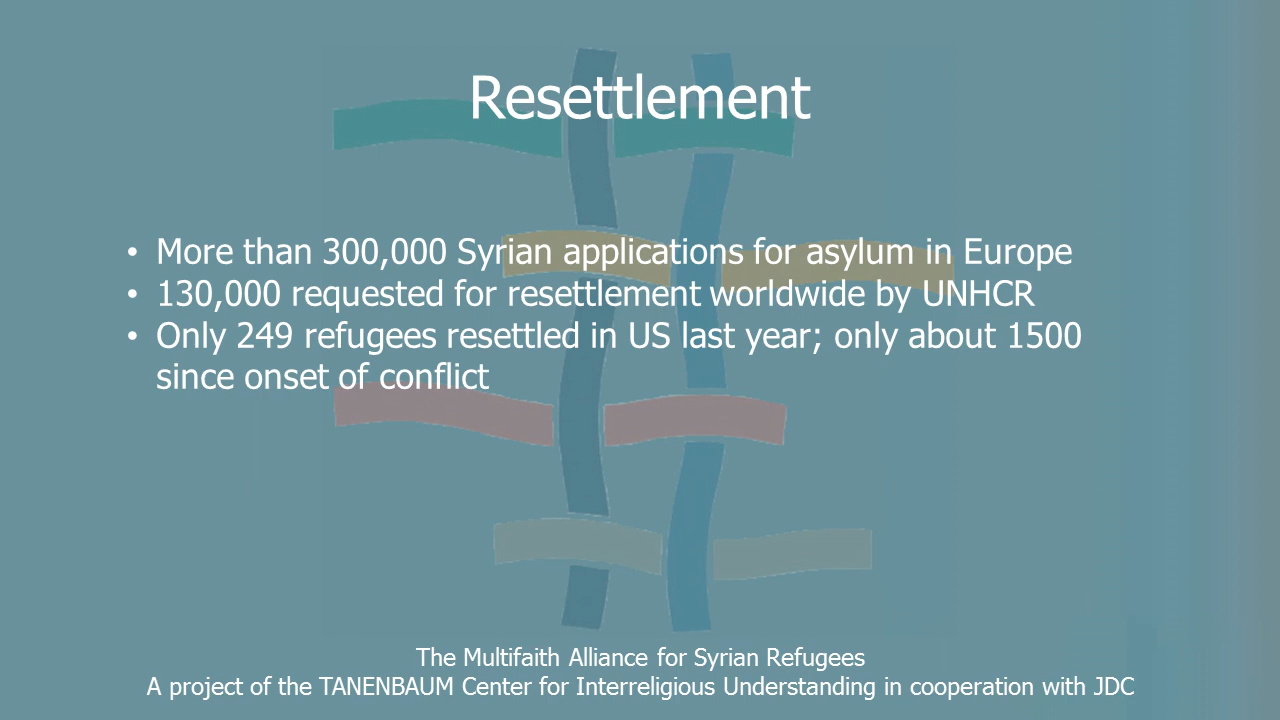 Resettlement
• More than 300,000 Syrian applications for asylum in Europe
• 130,000 requested for resettlement worldwide by UNHCR
• Only 249 refugees resettled in US last year; only about 1500
since onset of conflict
The Multifaith Alliance for Syrian Refugees
A project of the TANENBAUM Center for Interreligious Understanding in cooperation with JDC